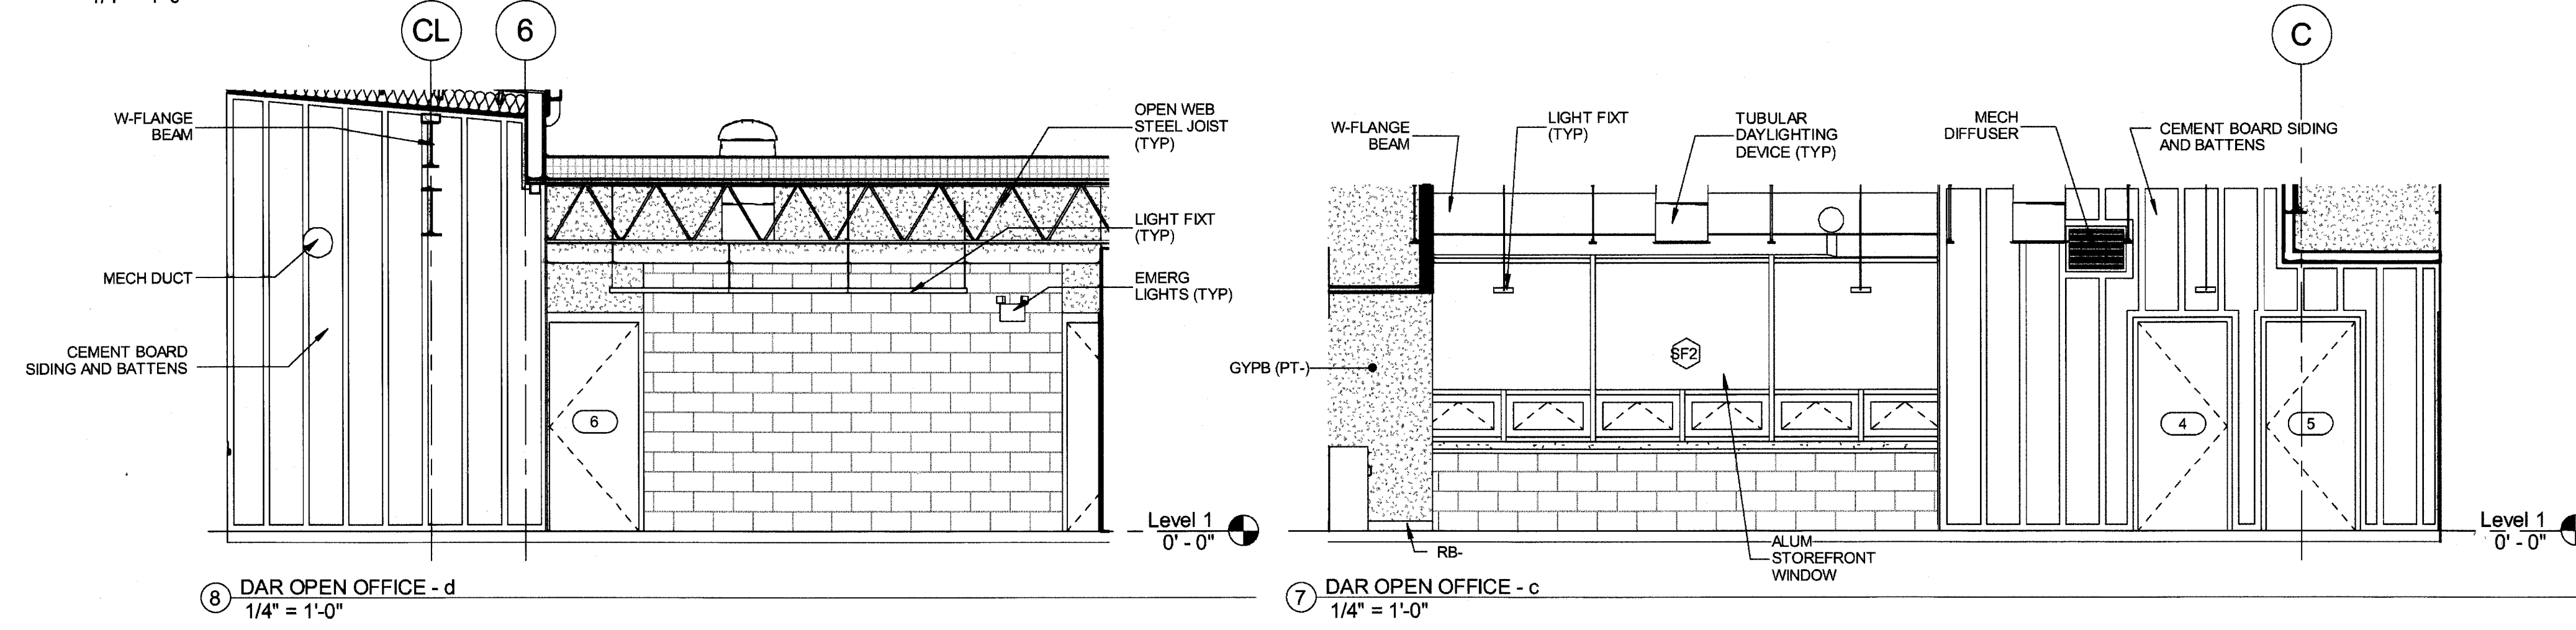 CL
6
W-FLANGE
BEAM
MECH DUCT
CEMENT BOARD
SIDING AND BATTENS
OPEN WEB
STEEL JOIST
(TYP)
LIGHT FIXT
(TYP)
EMERG
LIGHTS (TYP)
6
Level 1
0' - 0"
8
DAR OPEN OFFICE - d
1/4" = 1'-0"
C
W-FLANGE
BEAM
LIGHT FIXT
(TYP)
TUBULAR
DAYLIGHTING
DEVICE (TYP)
MECH
DIFFUSER
CEMENT BOARD SIDING
AND BATTENS
GYPB (PT-)
SF2
4
5
RB-
ALUM
STOREFRONT
WINDOW
Level 1
0' - 0"
7
DAR OPEN OFFICE - c
1/4" = 1'-0"